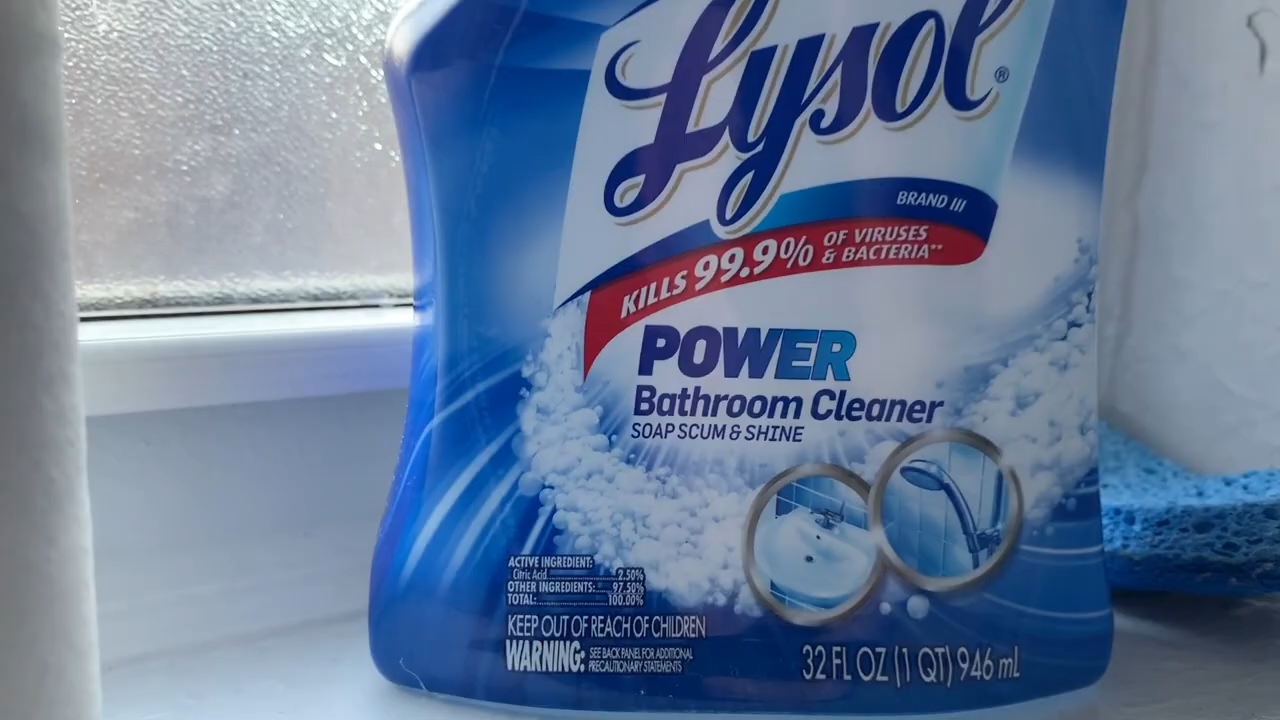 Lysol®
BRAND III
KILLS 99.9% OF VIRUSES & BACTERIA**
POWER
Bathroom Cleaner
SOAP SCUM & SHINE
ACTIVE INGREDIENT:
Citric Acid..................2.50%
OTHER INGREDIENTS:.....97.50%
TOTAL:..................100.00%
KEEP OUT OF REACH OF CHILDREN
WARNING: SEE BACK PANEL FOR ADDITIONAL
PRECAUTIONARY STATEMENTS
32 FL OZ (1 QT) 946 mL